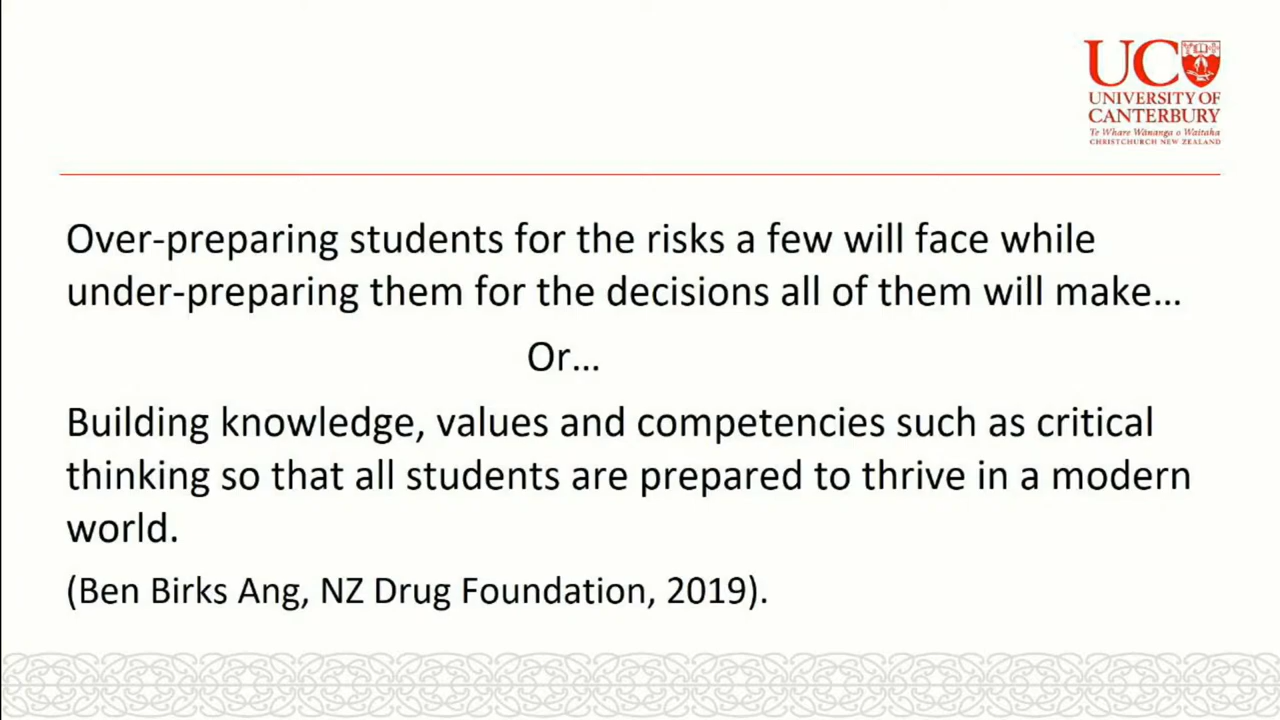 UC
UNIVERSITY OF
CANTERBURY
Te Whare Wānanga o Waitaha
CHRISTCHURCH NEW ZEALAND
Over-preparing students for the risks a few will face while
under-preparing them for the decisions all of them will make…
Or…
Building knowledge, values and competencies such as critical
thinking so that all students are prepared to thrive in a modern
world.
(Ben Birks Ang, NZ Drug Foundation, 2019).